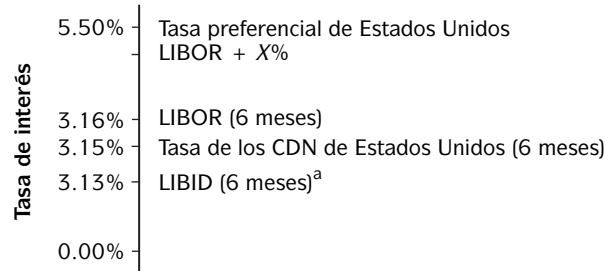 Tasa de interés
5.50% Tasa preferencial de Estados Unidos
LIBOR + X%
3.16% LIBOR (6 meses)
3.15% Tasa de los CDN de Estados Unidos (6 meses)
3.13% LIBID (6 meses)a
0.00%